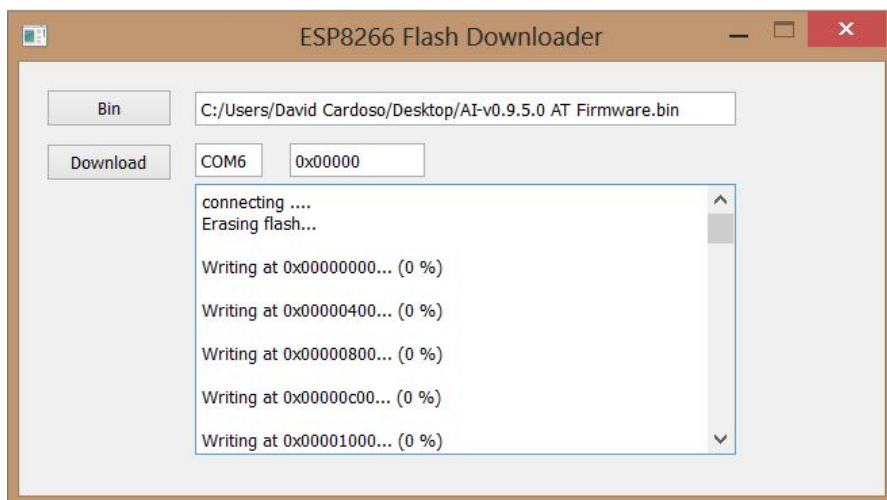 ESP8266 Flash Downloader
Bin
C:/Users/David Cardoso/Desktop/AI-v0.9.5.0 AT Firmware.bin
Download
COM6
0x00000
connecting ....
Erasing flash...
Writing at 0x00000000... (0 %)
Writing at 0x00000400... (0 %)
Writing at 0x00000800... (0 %)
Writing at 0x00000c00... (0 %)
Writing at 0x00001000... (0 %)